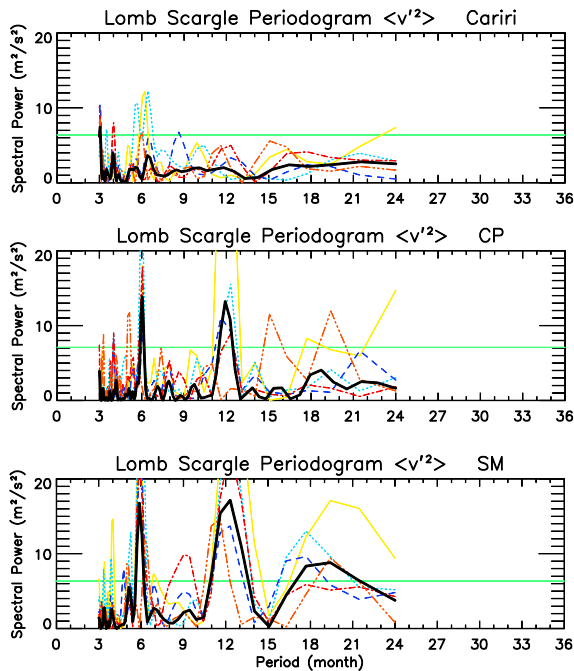 Lomb Scargle Periodogram <v'²> Cariri
Spectral Power (m²/s²)
20
10
0
0 3 6 9 12 15 18 21 24 27 30 33 36
Lomb Scargle Periodogram <v'²> CP
Spectral Power (m²/s²)
20
10
0
0 3 6 9 12 15 18 21 24 27 30 33 36
Lomb Scargle Periodogram <v'²> SM
Spectral Power (m²/s²)
20
10
0
0 3 6 9 12 15 18 21 24 27 30 33 36
Period (month)